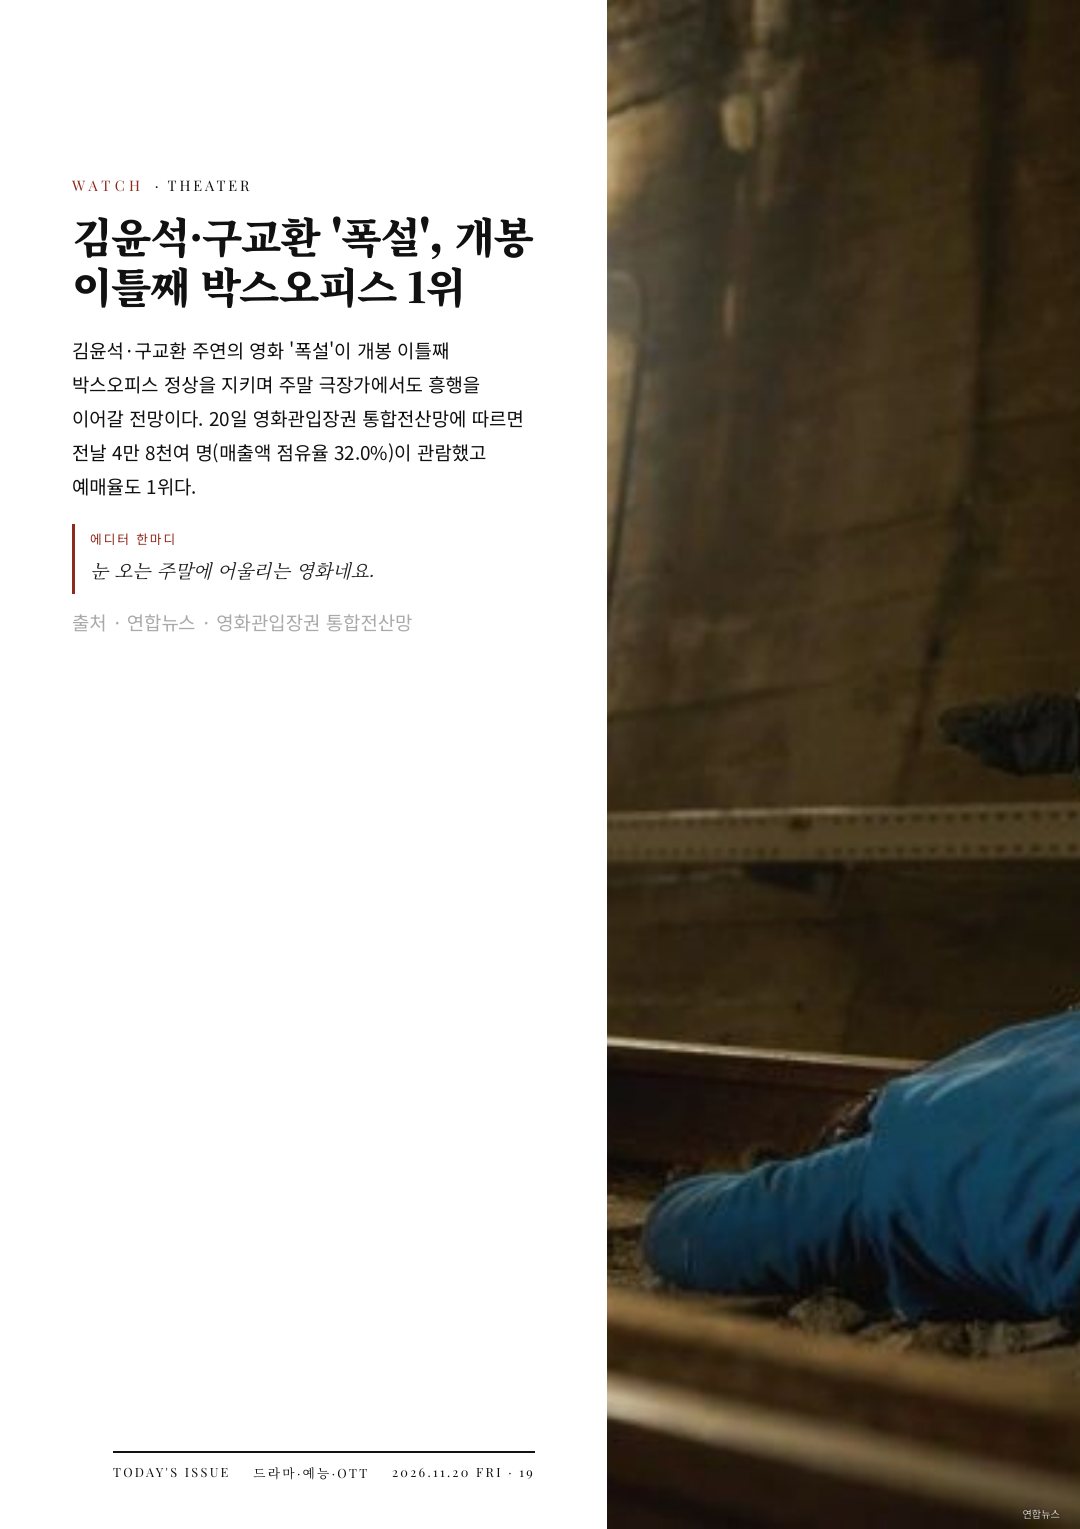 WATCH · THEATER
김윤석·구교환 '폭설', 개봉
이틀째 박스오피스 1위
김윤석·구교환 주연의 영화 '폭설'이 개봉 이틀째
박스오피스 정상을 지키며 주말 극장가에서도 흥행을
이어갈 전망이다. 20일 영화관입장권 통합전산망에 따르면
전날 4만 8천여 명(매출액 점유율 32.0%)이 관람했고
예매율도 1위다.
에디터 한마디
눈 오는 주말에 어울리는 영화네요.
출처 · 연합뉴스 · 영화관입장권 통합전산망
TODAY'S ISSUE 드라마·예능·OTT 2026.11.20 FRI · 19
연합뉴스